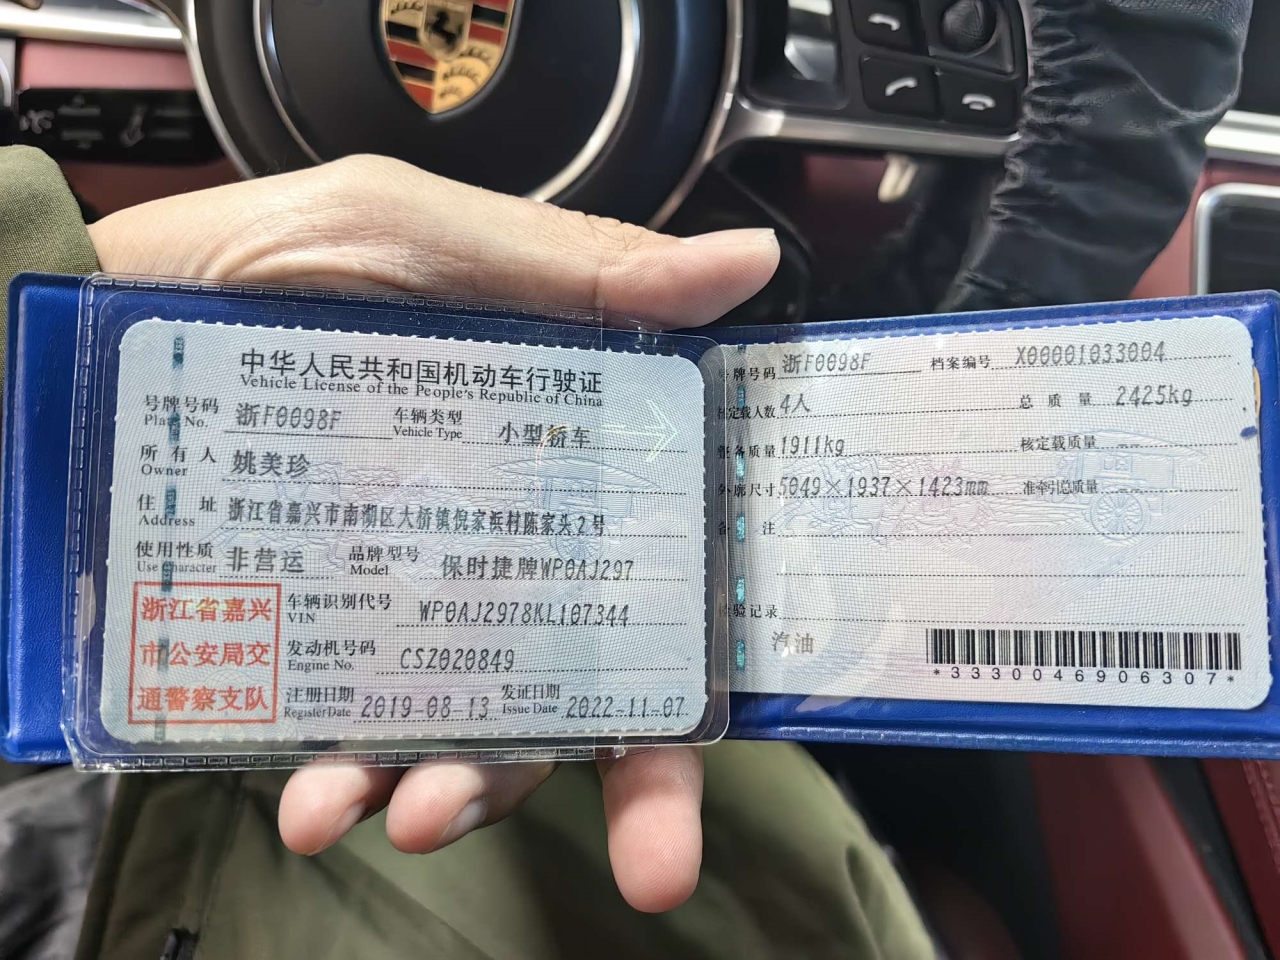 中华人民共和国机动车行驶证
Vehicle License of the People's Republic of China
号牌号码 浙F0098F 车辆类型 小型轿车
Plate No. Vehicle Type
所有人 姚美珍
Owner
住址 浙江省嘉兴市南湖区大桥镇倪家浜村陈家头2号
Address
使用性质 非营运 品牌型号 保时捷牌WP0AJ297
Use Character Model
浙江省嘉兴
市公安局交
通警察支队
车辆识别代号 WP0AJ2978KL107344
VIN
发动机号码 CSZ020849
Engine No.
注册日期 2019-08-13 发证日期 2022-11-07
Register Date Issue Date
号牌号码 浙F0098F 档案编号 X00001033004
核定载人数 4人 总质量 2425kg
整备质量 1911kg 核定载质量 --
外廓尺寸 5049×1937×1423mm 准牵引总质量 --
备注
检验记录
汽油
*3330046906307*